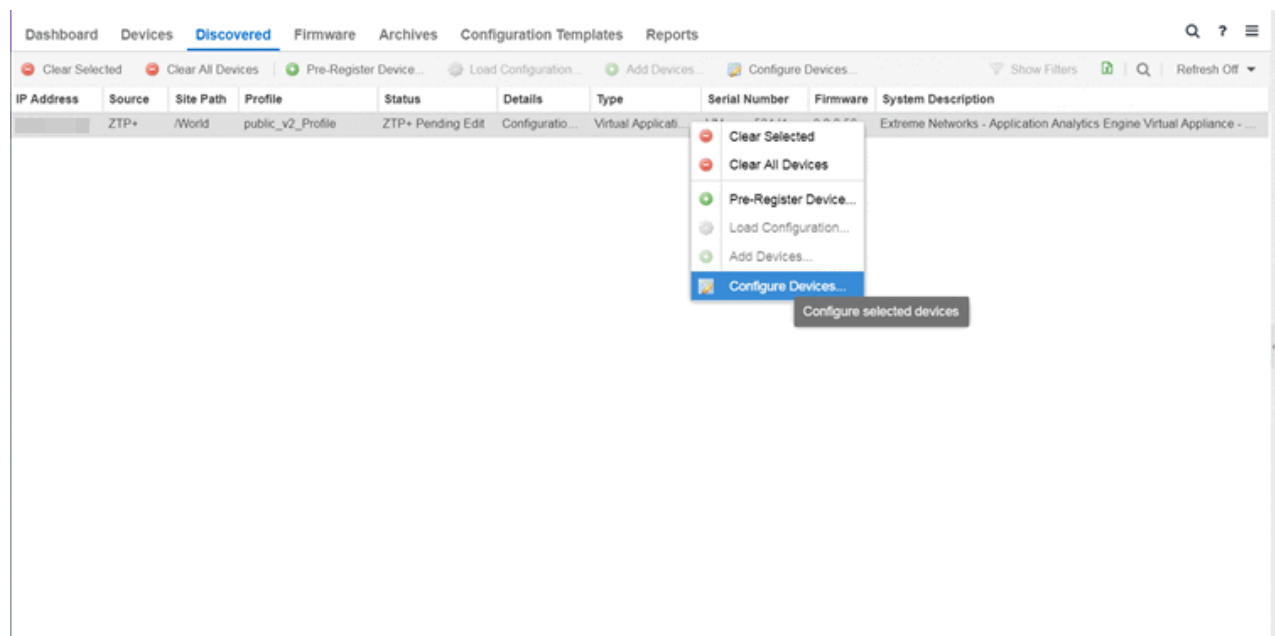 Dashboard Devices Discovered Firmware Archives Configuration Templates Reports ?
Clear Selected Clear All Devices Pre-Register Device... Load Configuration... Add Devices... Configure Devices... Show Filters Refresh Off
IP Address Source Site Path Profile Status Details Type Serial Number Firmware System Description
ZTP+ /World public_v2_Profile ZTP+ Pending Edit Configuratio... Virtual Applicati... Extreme Networks - Application Analytics Engine Virtual Appliance - ...
Clear Selected
Clear All Devices
Pre-Register Device...
Load Configuration...
Add Devices...
Configure Devices...
Configure selected devices